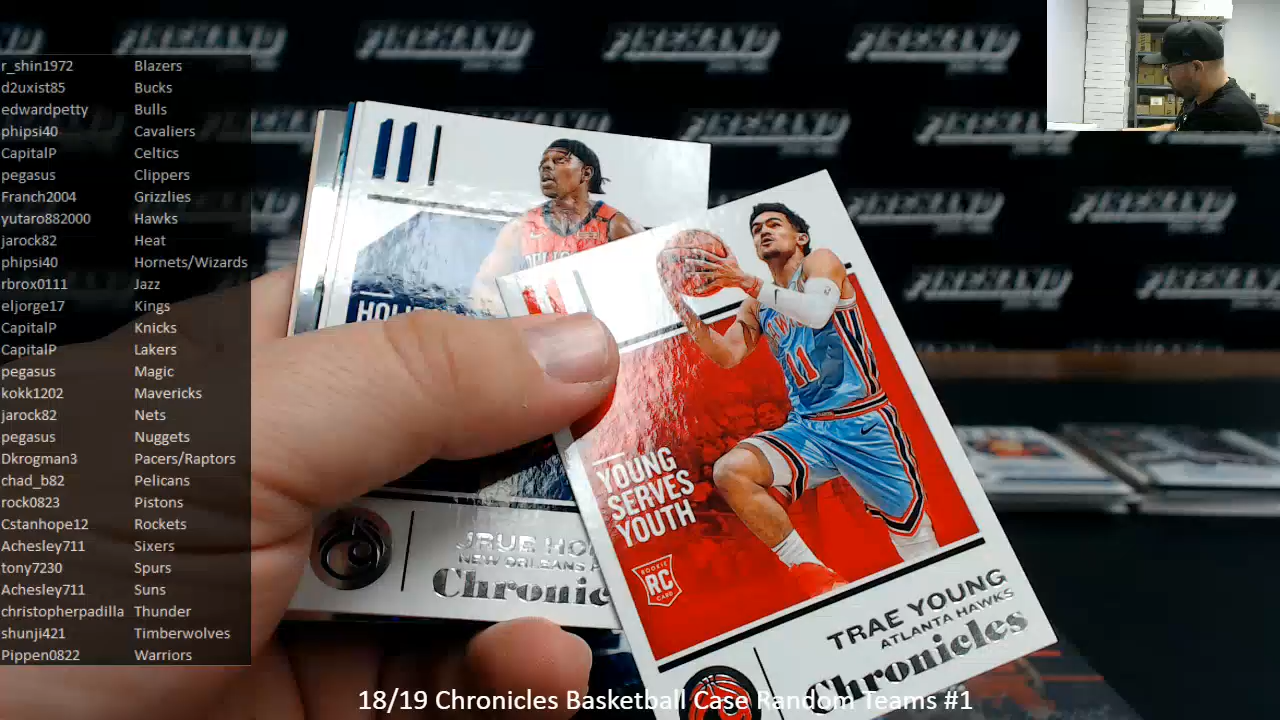 r_shin1972 Blazers
d2uxist85 Bucks
edwardpetty Bulls
phipsi40 Cavaliers
CapitalP Celtics
pegasus Clippers
Franch2004 Grizzlies
yutaro882000 Hawks
jarock82 Heat
phipsi40 Hornets/Wizards
rbrox0111 Jazz
eljorge17 Kings
CapitalP Knicks
CapitalP Lakers
pegasus Magic
kokk1202 Mavericks
jarock82 Nets
pegasus Nuggets
Dkrogman3 Pacers/Raptors
chad_b82 Pelicans
rock0823 Pistons
Cstanhope12 Rockets
Achesley711 Sixers
tony7230 Spurs
Achesley711 Suns
christopherpadilla Thunder
shunji421 Timberwolves
Pippen0822 Warriors
11
11
YOUNG
SERVES
YOUTH
ROOKIE
RC
CARD
TRAE YOUNG
ATLANTA HAWKS
Chronicles
JRUE
NEW ORLEANS
18/19 Chronicles Basketball Case Random Teams #1